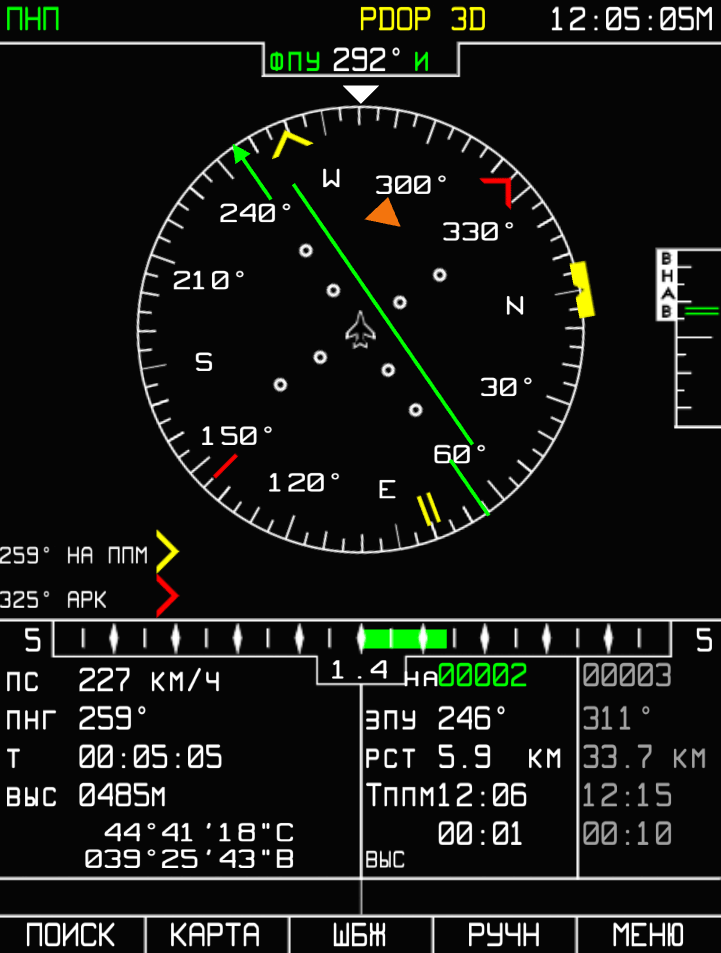 ПНП PDOP 3D 12:05:05М
ФПУ 292° И
W 300°
240° 330°
210°
N
S
30°
150° 60°
120° E
В
Н
А
В
259° НА ППМ
325° АРК
5 5
1.4
ПС 227 КМ/Ч НА 00002 00003
ПНГ 259° ЗПУ 246° 311°
Т 00:05:05 РСТ 5.9 КМ 33.7 КМ
ВЫС 0485М Тппм12:06 12:15
44°41'18"С 00:01 00:10
039°25'43"В ВЫС
ПОИСК КАРТА ШБЖ РУЧН МЕНЮ